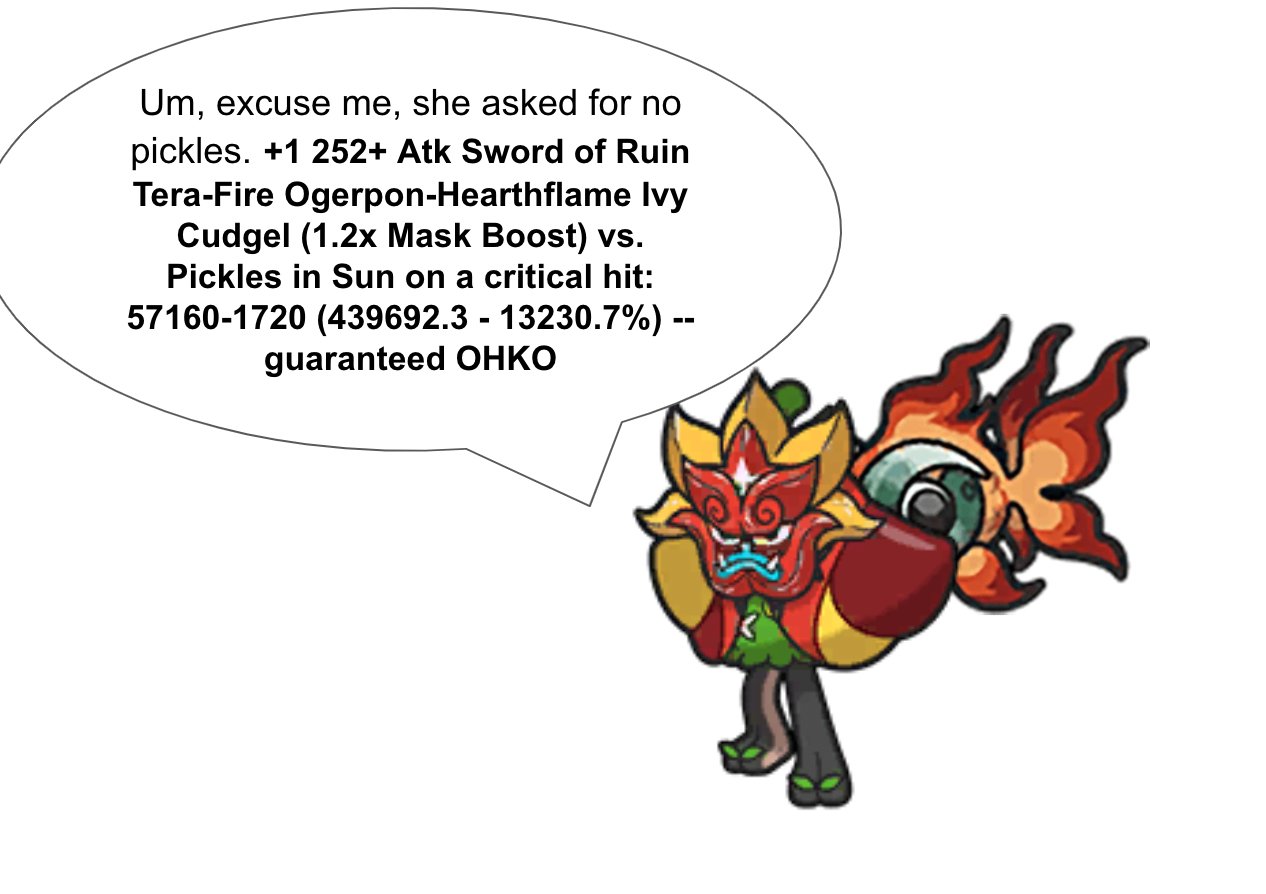 Um, excuse me, she asked for no
pickles. +1 252+ Atk Sword of Ruin
Tera-Fire Ogerpon-Hearthflame Ivy
Cudgel (1.2x Mask Boost) vs.
Pickles in Sun on a critical hit:
57160-1720 (439692.3 - 13230.7%) --
guaranteed OHKO